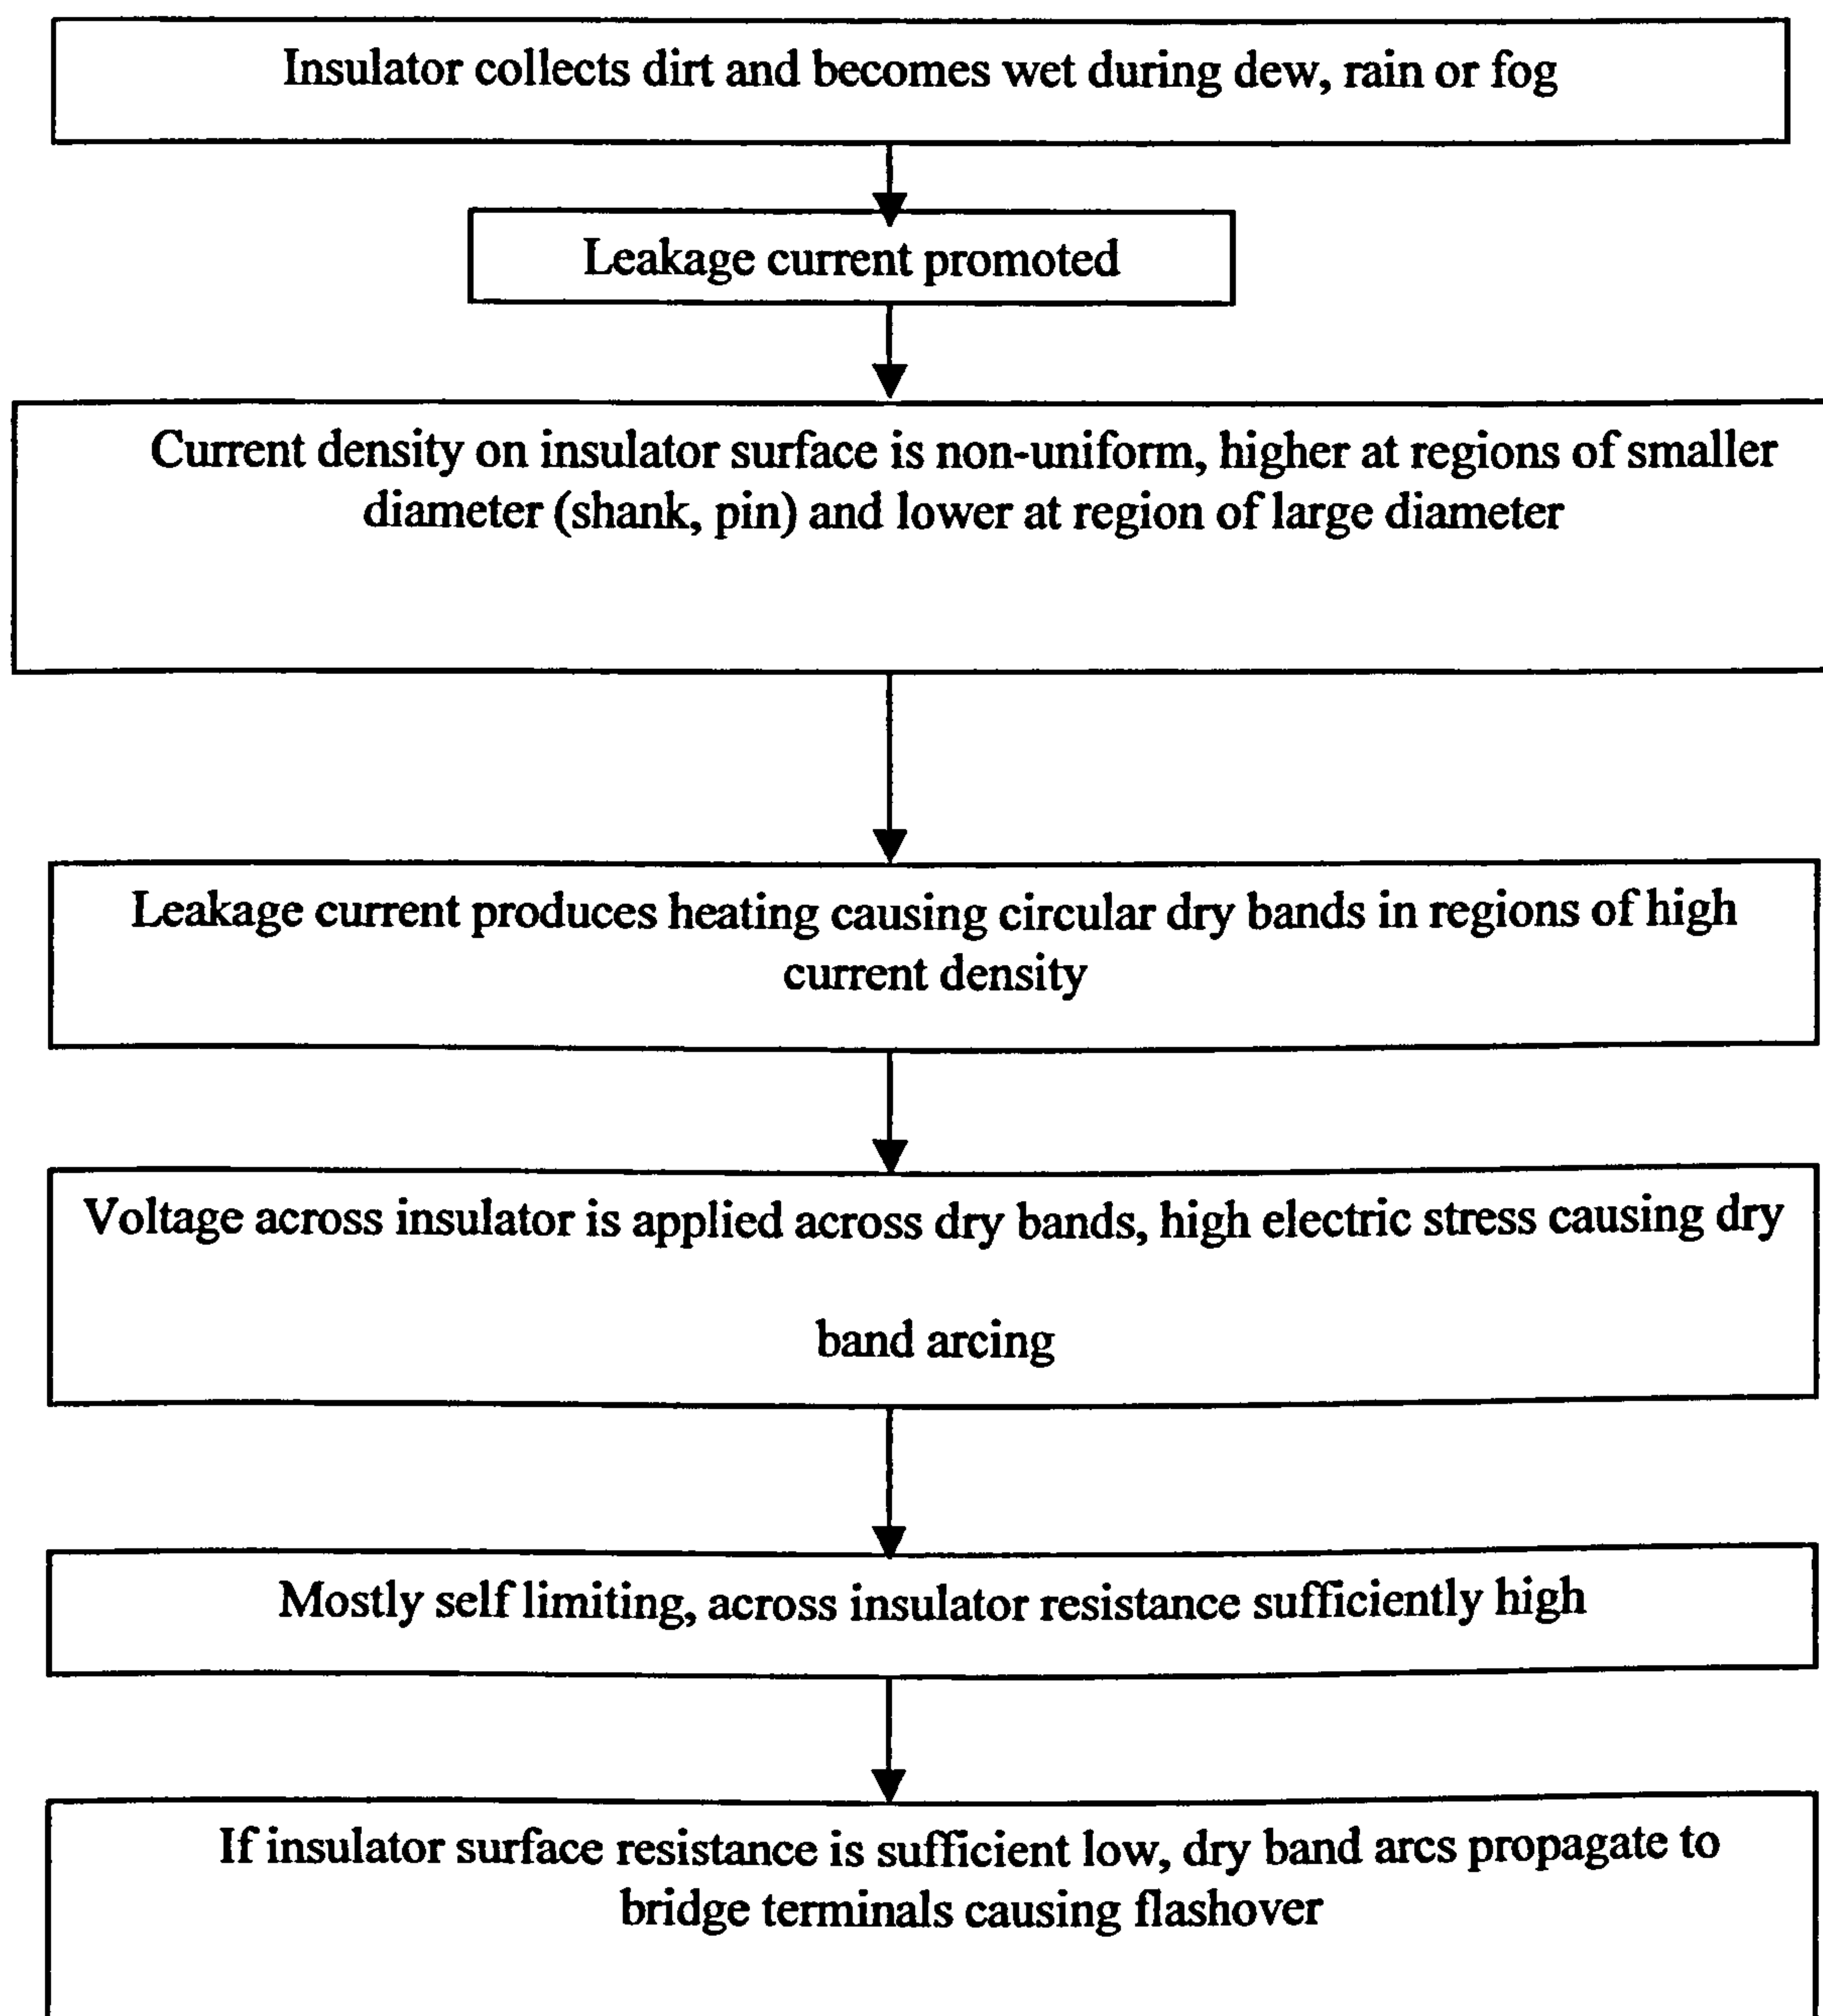 Insulator collects dirt and becomes wet during dew, rain or fog
Leakage current promoted
Current density on insulator surface is non-uniform, higher at regions of smaller
diameter (shank, pin) and lower at region of large diameter
Leakage current produces heating causing circular dry bands in regions of high
current density
Voltage across insulator is applied across dry bands, high electric stress causing dry
band arcing
Mostly self limiting, across insulator resistance sufficiently high
If insulator surface resistance is sufficient low, dry band arcs propagate to
bridge terminals causing flashover